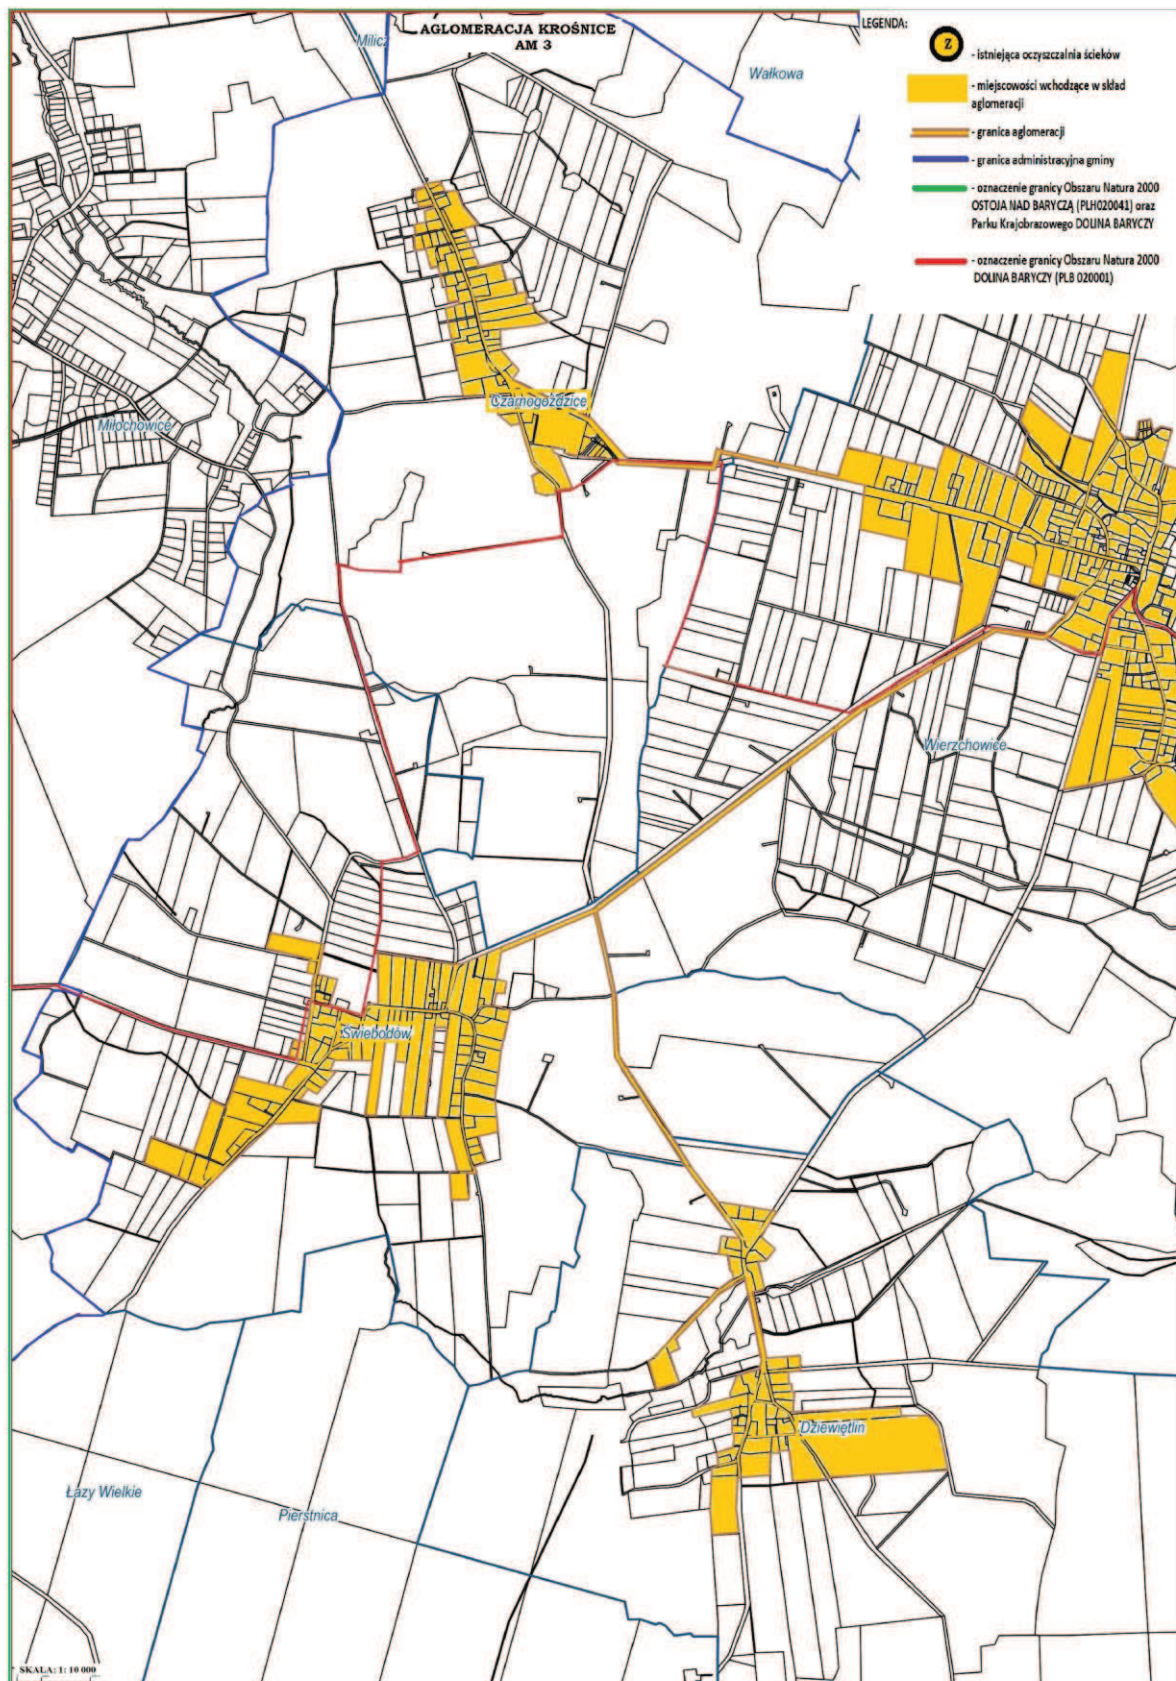 AGLOMERACJA KROŚNICE
AM 3
LEGENDA:
Z
- istniejąca oczyszczalnia ścieków
- miejscowości wchodzące w skład
aglomeracji
- granica aglomeracji
- granica administracyjna gminy
- oznaczenie granicy Obszaru Natura 2000
OSTOJA NAD BARYCZĄ (PLH020041) oraz
Parku Krajobrazowego DOLINA BARYCZY
- oznaczenie granicy Obszaru Natura 2000
DOLINA BARYCZY (PLB 020001)
Milicz
Wałkowa
Czarnogoździce
Miłochowice
Wierzchowice
Świebodów
Dziewiętlin
Łazy Wielkie
Pierstnica
SKALA: 1: 10 000